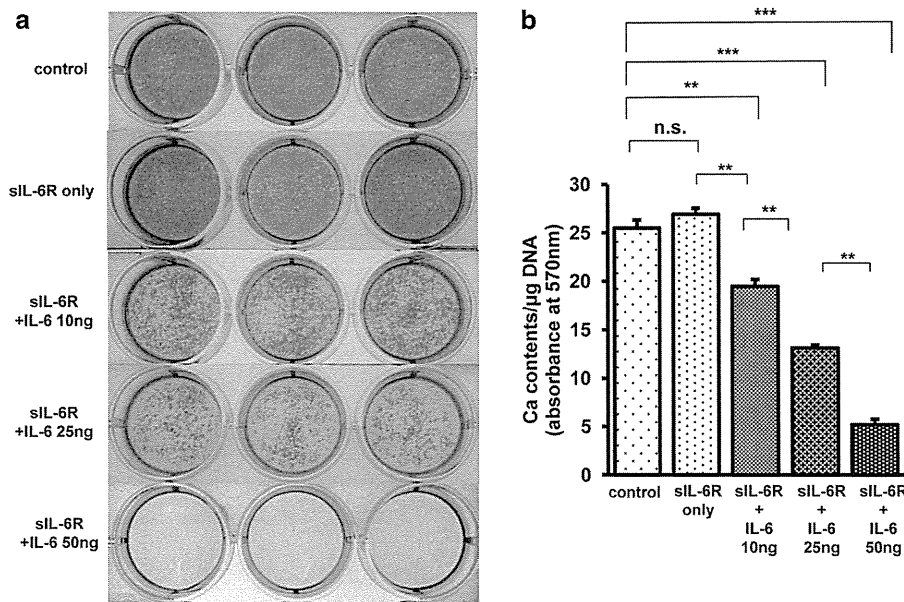 a
control
sIL-6R only
sIL-6R
+IL-6 10ng
sIL-6R
+IL-6 25ng
sIL-6R
+IL-6 50ng
b
***
***
**
n.s.
**
**
**
Ca contents/µg DNA
(absorbance at 570nm)
30
25
20
15
10
5
0
control
sIL-6R
only
sIL-6R
+
IL-6
10ng
sIL-6R
+
IL-6
25ng
sIL-6R
+
IL-6
50ng